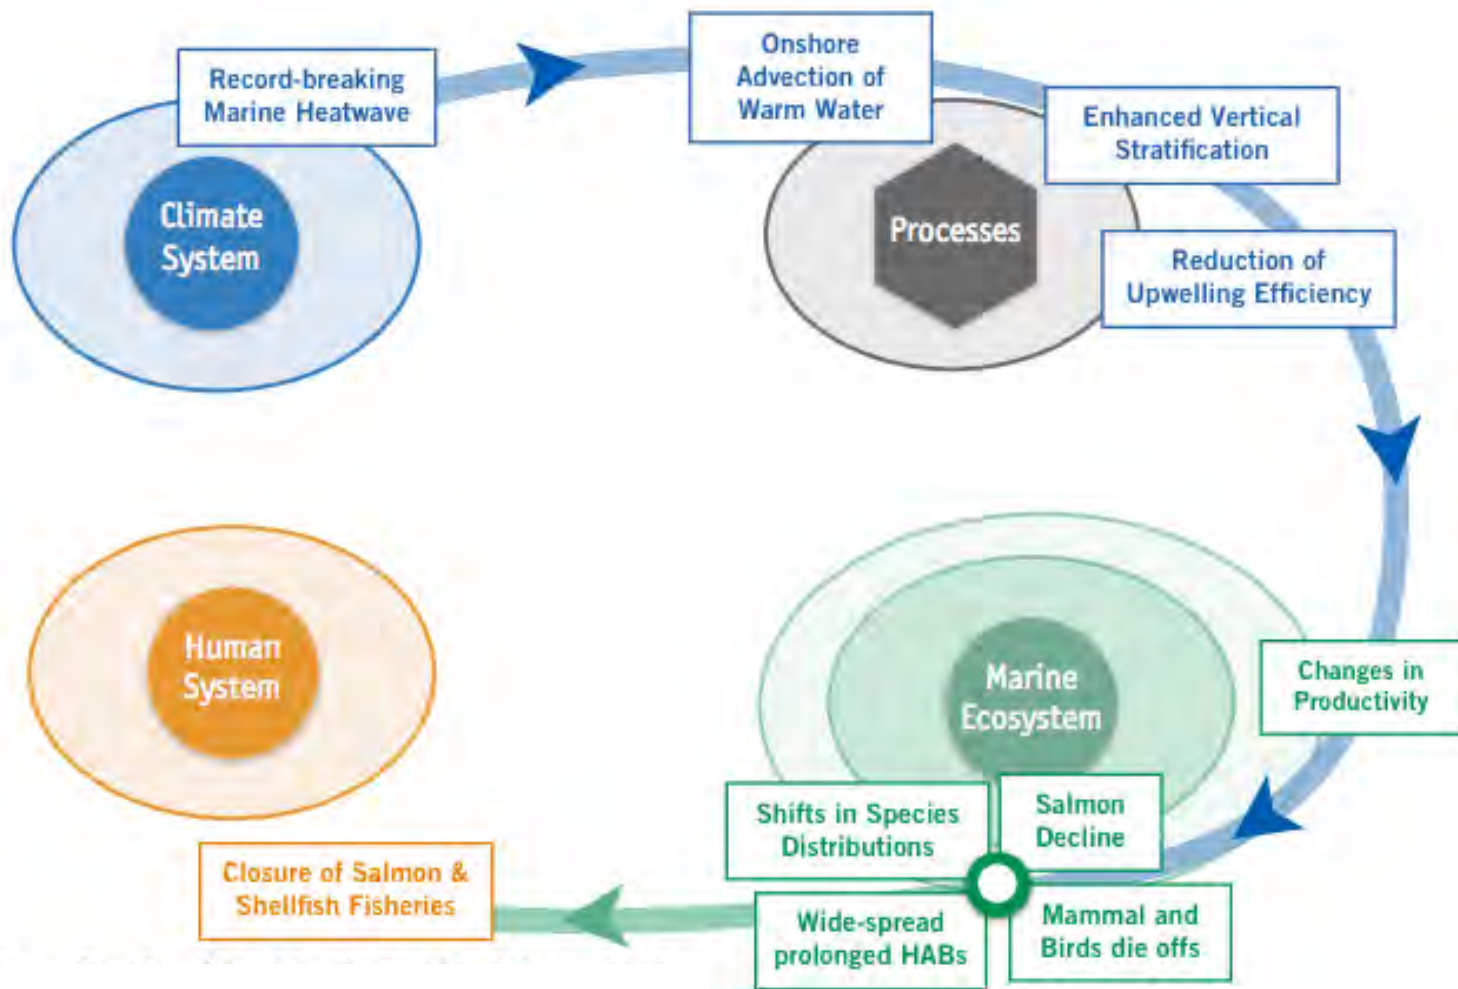 Record-breaking
Marine Heatwave
Onshore
Advection of
Warm Water
Enhanced Vertical
Stratification
Climate
System
Processes
Reduction of
Upwelling Efficiency
Human
System
Marine
Ecosystem
Changes in
Productivity
Shifts in Species
Distributions
Salmon
Decline
Closure of Salmon &
Shellfish Fisheries
Wide-spread
prolonged HABs
Mammal and
Birds die offs